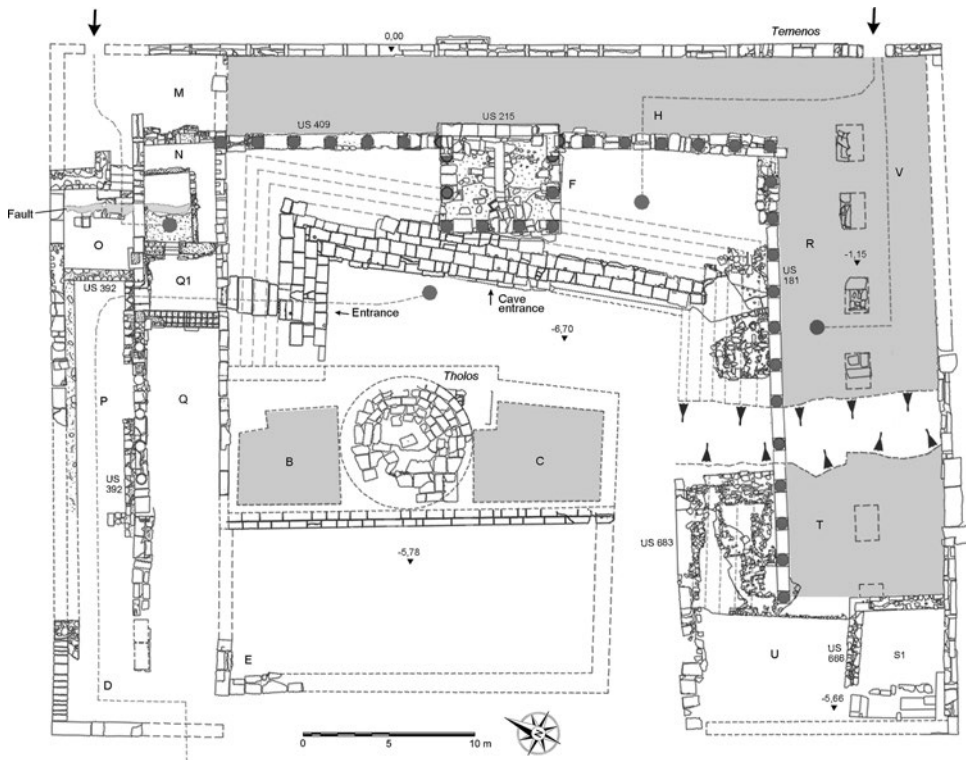 0,00
Temenos
M
US 409
US 215
H
N
F
V
Fault
O
R
US 392
Q1
US 181
-1,15
Entrance
Cave entrance
-6,70
Tholos
P
Q
B
C
US 392
T
US 683
-5,78
E
U
US 666
S1
D
-5,66
0
5
10 m
N